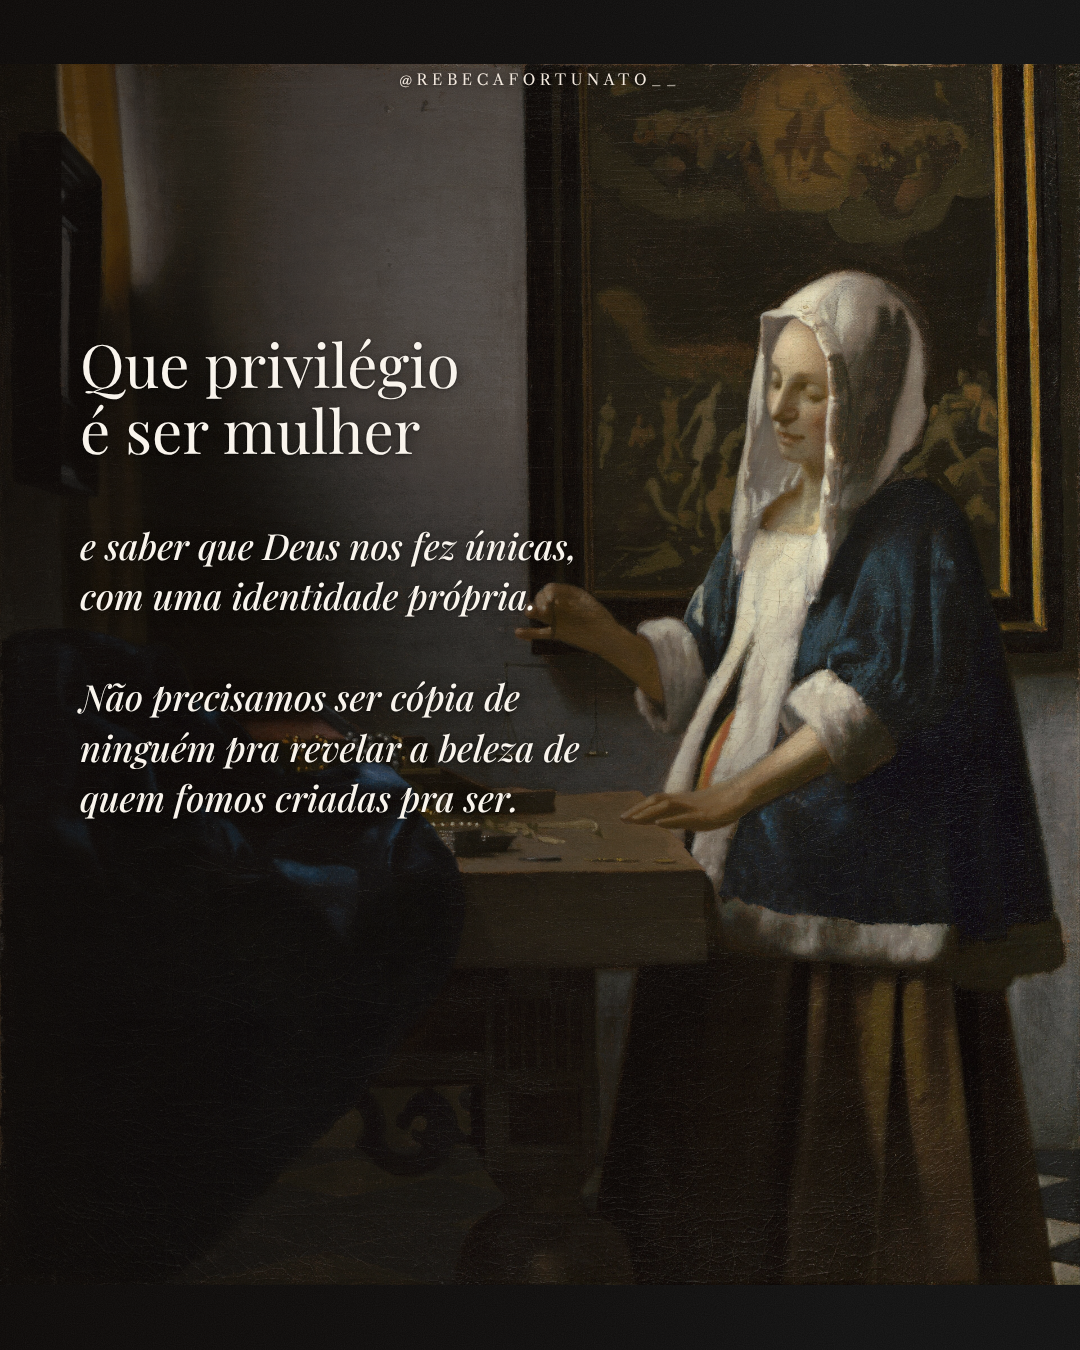 @REBECAFORTUNATO__
Que privilégio
é ser mulher
e saber que Deus nos fez únicas,
com uma identidade própria.
Não precisamos ser cópia de
ninguém pra revelar a beleza de
quem fomos criadas pra ser.